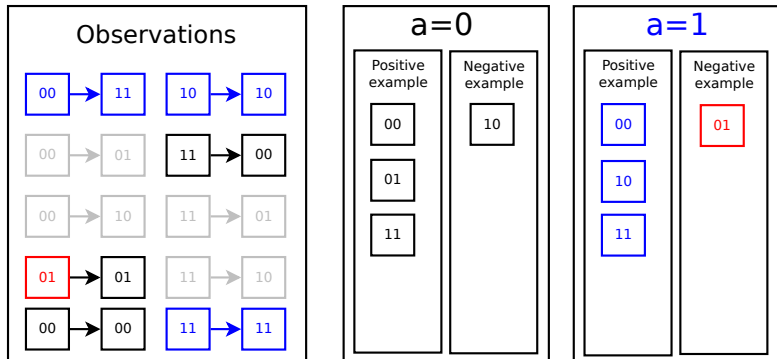 Observations
00 11 10 10
00 01 11 00
00 10 11 01
01 01 11 10
00 00 11 11
a=0
Positive
example
00
01
11
Negative
example
10
a=1
Positive
example
00
10
11
Negative
example
01